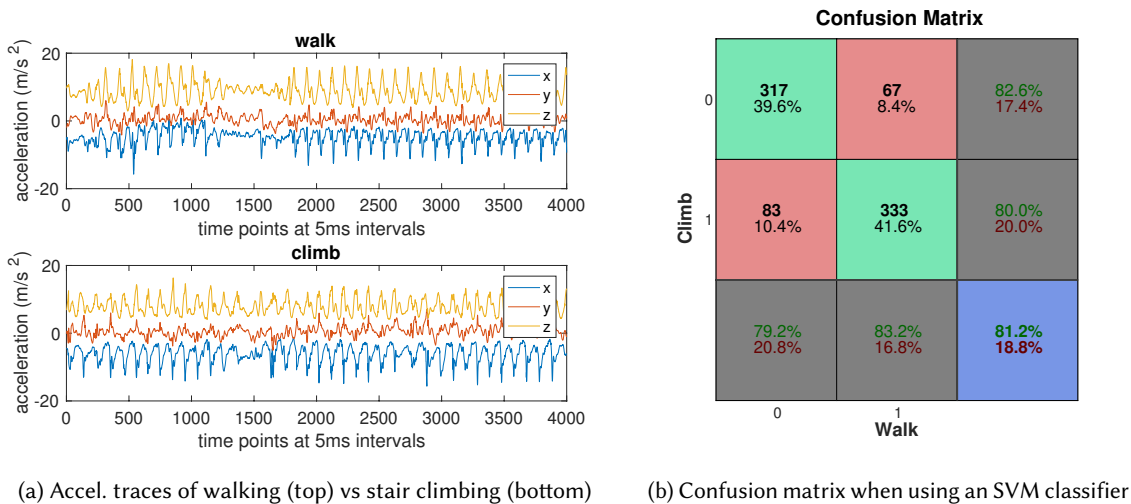 walk
acceleration (m/s 2)
20
0
-20
x
y
z
0 500 1000 1500 2000 2500 3000 3500 4000
time points at 5ms intervals
climb
acceleration (m/s 2)
20
0
-20
x
y
z
0 500 1000 1500 2000 2500 3000 3500 4000
time points at 5ms intervals
(a) Accel. traces of walking (top) vs stair climbing (bottom)
Confusion Matrix
Climb
0
317 67 82.6%
39.6% 8.4% 17.4%
1
83 333 80.0%
10.4% 41.6% 20.0%
79.2% 83.2% 81.2%
20.8% 16.8% 18.8%
0 1
Walk
(b) Confusion matrix when using an SVM classifier